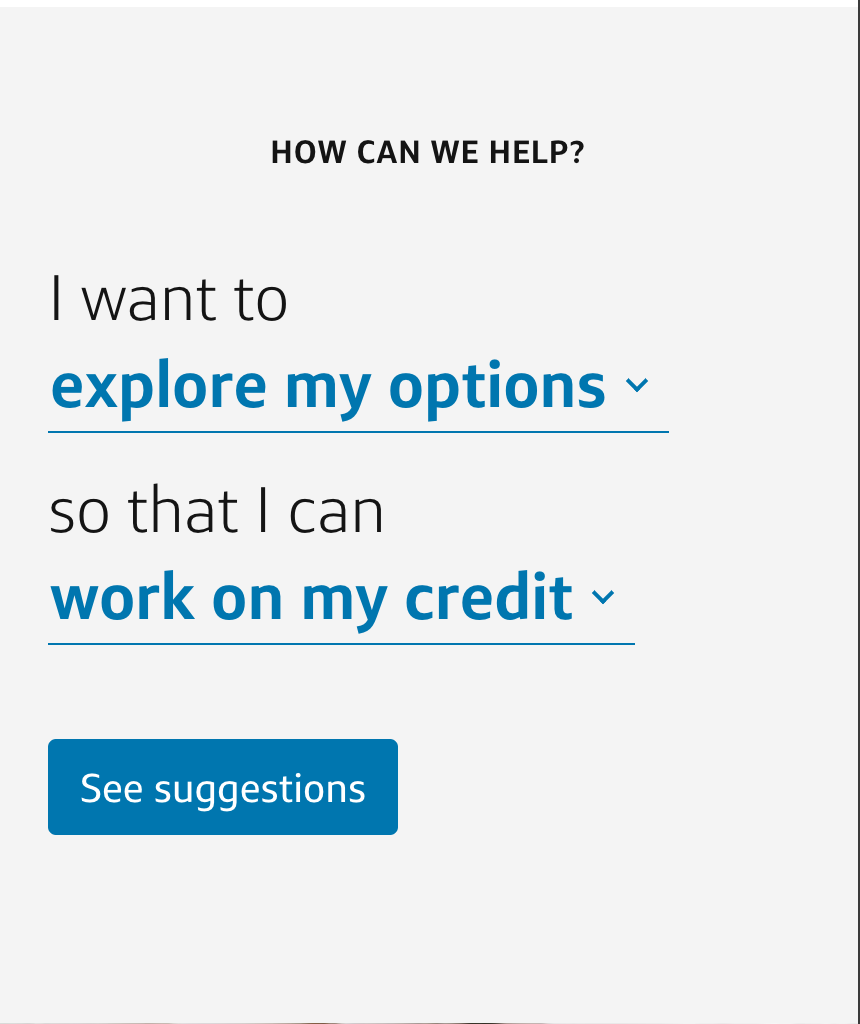 HOW CAN WE HELP?
I want to
explore my options
so that I can
work on my credit
See suggestions